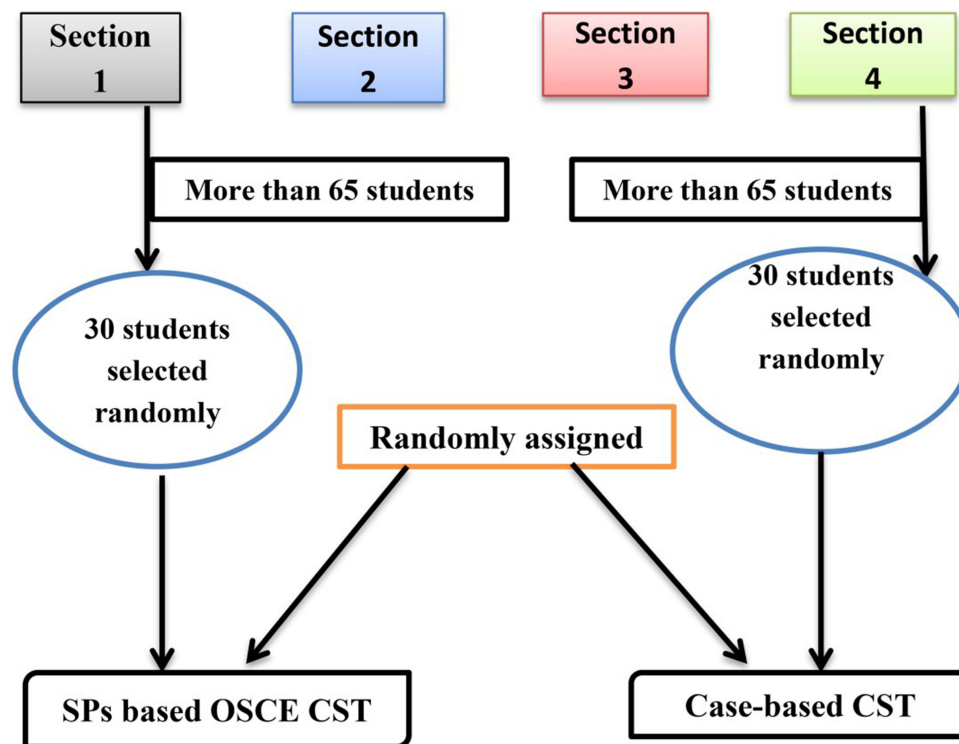 Section
1
Section
2
Section
3
Section
4
More than 65 students
More than 65 students
30 students
selected
randomly
30 students
selected
randomly
Randomly assigned
SPs based OSCE CST
Case-based CST